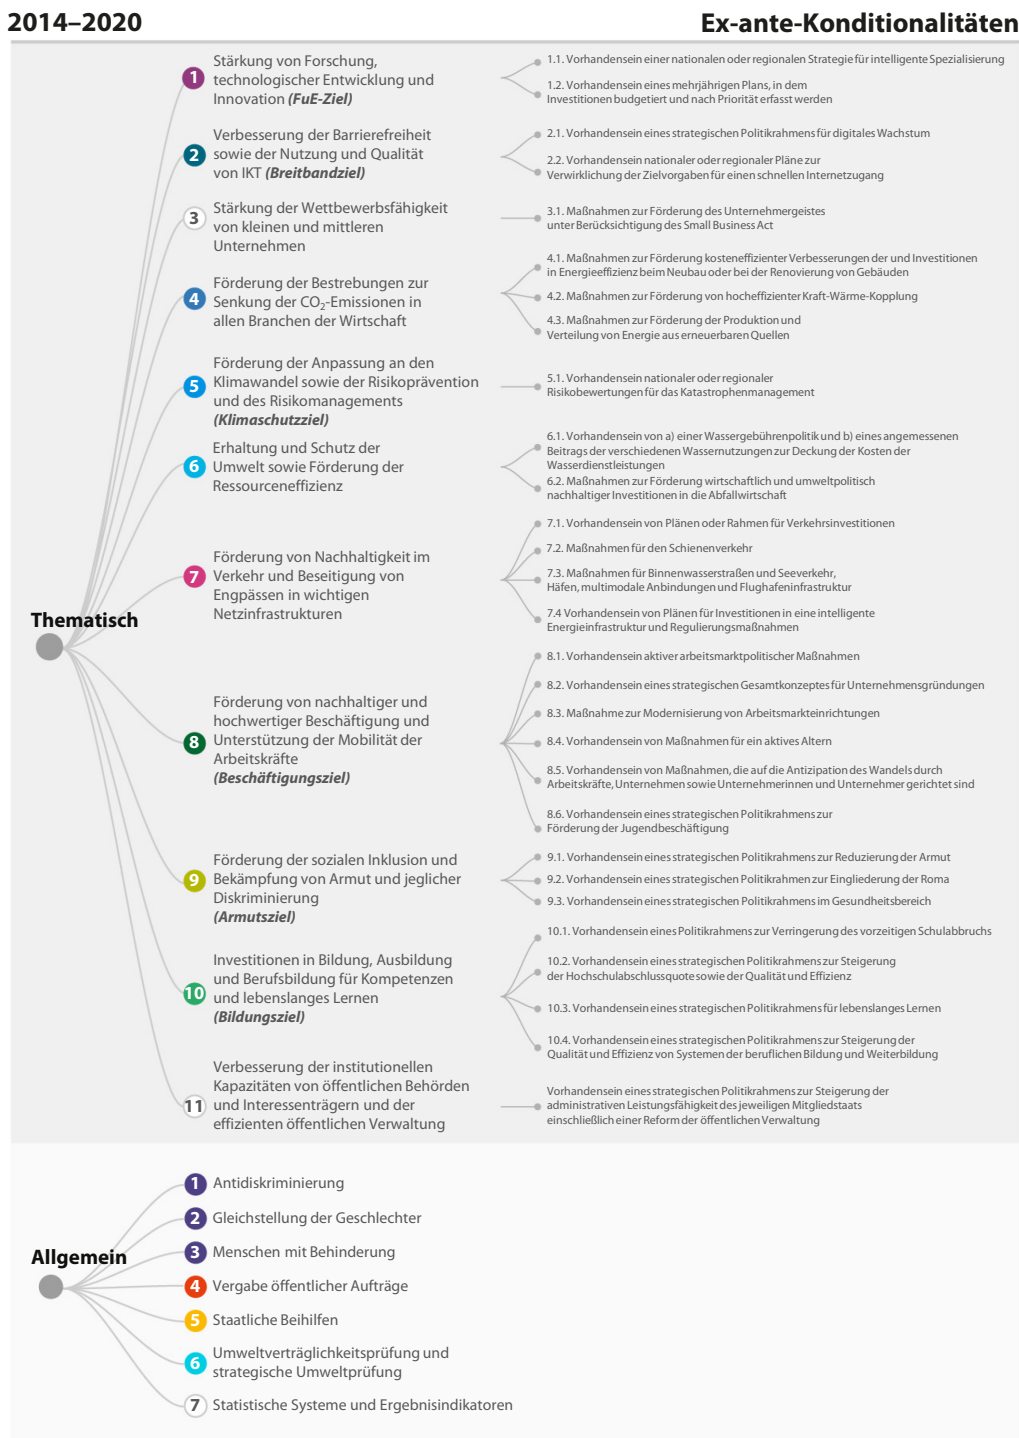 2014–2020
Ex-ante-Konditionalitäten
Thematisch
1
Stärkung von Forschung,
technologischer Entwicklung und
Innovation (FuE-Ziel)
1.1. Vorhandensein einer nationalen oder regionalen Strategie für intelligente Spezialisierung
1.2. Vorhandensein eines mehrjährigen Plans, in dem
Investitionen budgetiert und nach Priorität erfasst werden
2
Verbesserung der Barrierefreiheit
sowie der Nutzung und Qualität
von IKT (Breitbandziel)
2.1. Vorhandensein eines strategischen Politikrahmens für digitales Wachstum
2.2. Vorhandensein nationaler oder regionaler Pläne zur
Verwirklichung der Zielvorgaben für einen schnellen Internetzugang
3
Stärkung der Wettbewerbsfähigkeit
von kleinen und mittleren
Unternehmen
3.1. Maßnahmen zur Förderung des Unternehmergeistes
unter Berücksichtigung des Small Business Act
4
Förderung der Bestrebungen zur
Senkung der CO₂-Emissionen in
allen Branchen der Wirtschaft
4.1. Maßnahmen zur Förderung kosteneffizienter Verbesserungen der und Investitionen
in Energieeffizienz beim Neubau oder bei der Renovierung von Gebäuden
4.2. Maßnahmen zur Förderung von hocheffizienter Kraft-Wärme-Kopplung
4.3. Maßnahmen zur Förderung der Produktion und
Verteilung von Energie aus erneuerbaren Quellen
5
Förderung der Anpassung an den
Klimawandel sowie der Risikoprävention
und des Risikomanagements
(Klimaschutzziel)
5.1. Vorhandensein nationaler oder regionaler
Risikobewertungen für das Katastrophenmanagement
6
Erhaltung und Schutz der
Umwelt sowie Förderung der
Ressourceneffizienz
6.1. Vorhandensein von a) einer Wassergebührenpolitik und b) eines angemessenen
Beitrags der verschiedenen Wassernutzungen zur Deckung der Kosten der
Wasserdienstleistungen
6.2. Maßnahmen zur Förderung wirtschaftlich und umweltpolitisch
nachhaltiger Investitionen in die Abfallwirtschaft
7
Förderung von Nachhaltigkeit im
Verkehr und Beseitigung von
Engpässen in wichtigen
Netzinfrastrukturen
7.1. Vorhandensein von Plänen oder Rahmen für Verkehrsinvestitionen
7.2. Maßnahmen für den Schienenverkehr
7.3. Maßnahmen für Binnenwasserstraßen und Seeverkehr,
Häfen, multimodale Anbindungen und Flughafeninfrastruktur
7.4 Vorhandensein von Plänen für Investitionen in eine intelligente
Energieinfrastruktur und Regulierungsmaßnahmen
8
Förderung von nachhaltiger und
hochwertiger Beschäftigung und
Unterstützung der Mobilität der
Arbeitskräfte
(Beschäftigungsziel)
8.1. Vorhandensein aktiver arbeitsmarktpolitischer Maßnahmen
8.2. Vorhandensein eines strategischen Gesamtkonzeptes für Unternehmensgründungen
8.3. Maßnahme zur Modernisierung von Arbeitsmarkteinrichtungen
8.4. Vorhandensein von Maßnahmen für ein aktives Altern
8.5. Vorhandensein von Maßnahmen, die auf die Antizipation des Wandels durch
Arbeitskräfte, Unternehmen sowie Unternehmerinnen und Unternehmer gerichtet sind
8.6. Vorhandensein eines strategischen Politikrahmens zur
Förderung der Jugendbeschäftigung
9
Förderung der sozialen Inklusion und
Bekämpfung von Armut und jeglicher
Diskriminierung
(Armutsziel)
9.1. Vorhandensein eines strategischen Politikrahmens zur Reduzierung der Armut
9.2. Vorhandensein eines strategischen Politikrahmen zur Eingliederung der Roma
9.3. Vorhandensein eines strategischen Politikrahmens im Gesundheitsbereich
10
Investitionen in Bildung, Ausbildung
und Berufsbildung für Kompetenzen
und lebenslanges Lernen
(Bildungsziel)
10.1. Vorhandensein eines Politikrahmens zur Verringerung des vorzeitigen Schulabbruchs
10.2. Vorhandensein eines strategischen Politikrahmens zur Steigerung
der Hochschulabschlussquote sowie der Qualität und Effizienz
10.3. Vorhandensein eines strategischen Politikrahmens für lebenslanges Lernen
10.4. Vorhandensein eines strategischen Politikrahmens zur Steigerung der
Qualität und Effizienz von Systemen der beruflichen Bildung und Weiterbildung
11
Verbesserung der institutionellen
Kapazitäten von öffentlichen Behörden
und Interessenträgern und der
effizienten öffentlichen Verwaltung
Vorhandensein eines strategischen Politikrahmens zur Steigerung der
administrativen Leistungsfähigkeit des jeweiligen Mitgliedstaats
einschließlich einer Reform der öffentlichen Verwaltung
Allgemein
1 Antidiskriminierung
2 Gleichstellung der Geschlechter
3 Menschen mit Behinderung
4 Vergabe öffentlicher Aufträge
5 Staatliche Beihilfen
6
Umweltverträglichkeitsprüfung und
strategische Umweltprüfung
7 Statistische Systeme und Ergebnisindikatoren